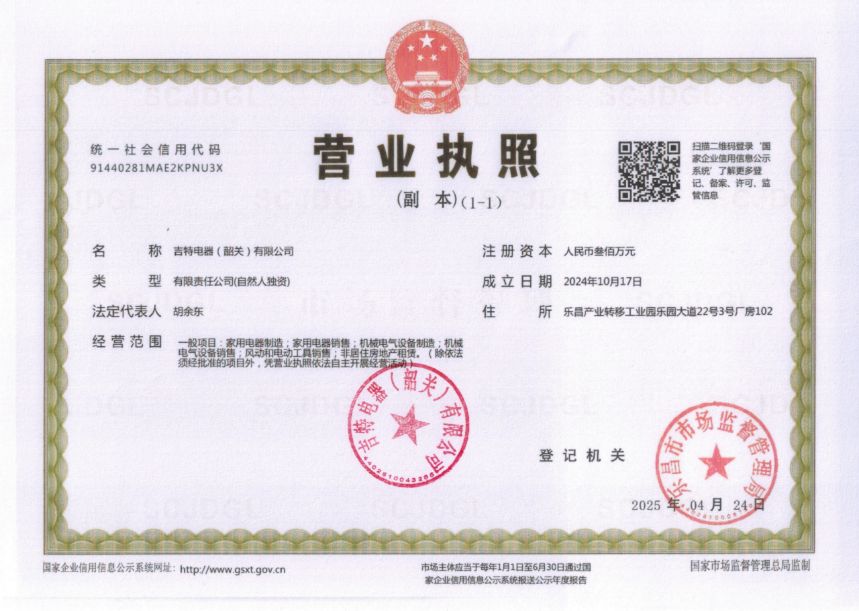 统一社会信用代码
91440281MAE2KPNU3X
营业执照
(副 本)(1-1)
扫描二维码登录‘国
家企业信用信息公示
系统’了解更多登
记、备案、许可、监
管信息
名 称 吉特电器（韶关）有限公司
类 型 有限责任公司(自然人独资)
法定代表人 胡余东
经营范围 一般项目：家用电器制造；家用电器销售；机械电气设备制造；机械
电气设备销售；风动和电动工具销售；非居住房地产租赁。（除依法
须经批准的项目外，凭营业执照依法自主开展经营活动）
注册资本 人民币叁佰万元
成立日期 2024年10月17日
住 所 乐昌产业转移工业园乐园大道22号3号厂房102
吉特电器（韶关）有限公司
登记机关
乐昌市市场监督管理局
2025 年 04 月 24 日
国家企业信用信息公示系统网址：http://www.gsxt.gov.cn
市场主体应当于每年1月1日至6月30日通过国
家企业信用信息公示系统报送公示年度报告
国家市场监督管理总局监制
SCJDGL